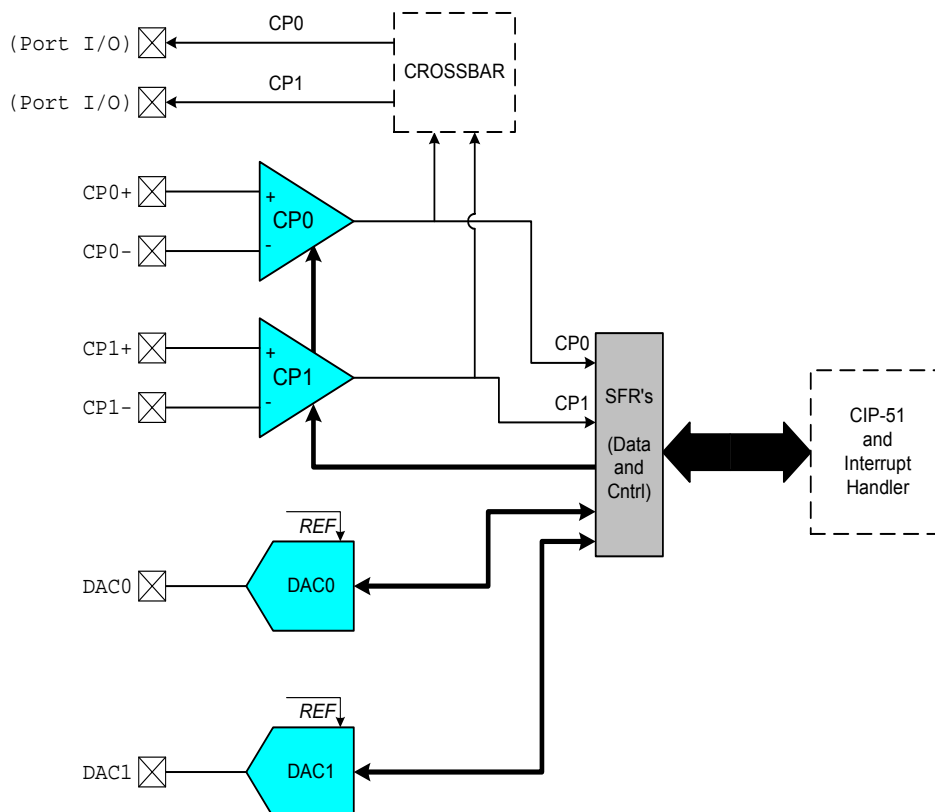 (Port I/O)
CP0
(Port I/O)
CP1
CROSSBAR
CP0+
CP0-
+
CP0
-
CP1+
CP1-
+
CP1
-
CP0
CP1
SFR's
(Data
and
Cntrl)
CIP-51
and
Interrupt
Handler
REF
DAC0
DAC0
REF
DAC1
DAC1